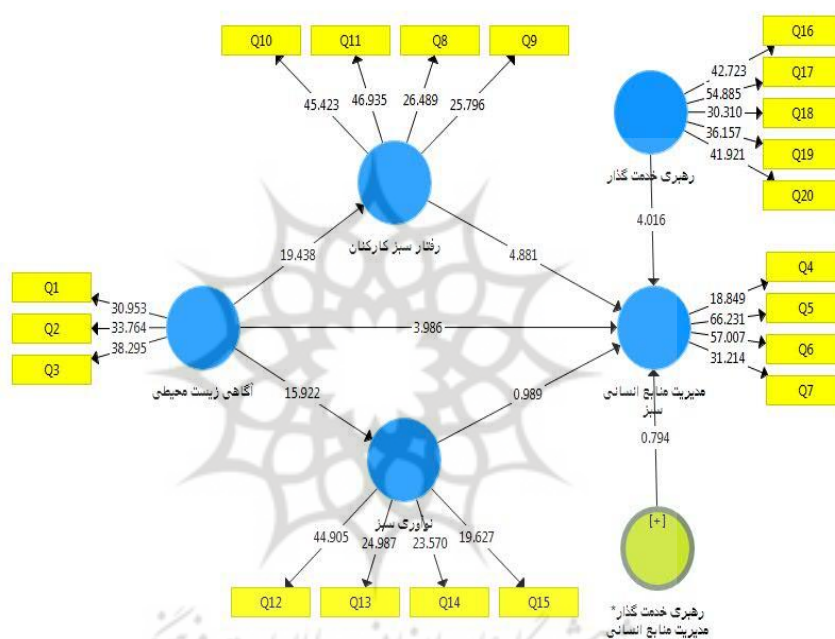 Q10
Q11
Q8
Q9
Q16
Q17
Q18
Q19
Q20
45.423
46.935
26.489
25.796
42.723
54.885
30.310
36.157
41.921
رهبری خدمت گذار
رفتار سبز کارکنان
19.438
4.881
4.016
Q1
Q2
Q3
30.953
33.764
38.295
3.986
Q4
Q5
Q6
Q7
18.849
66.231
57.007
31.214
آگاهی زیست محیطی
مدیریت منابع انسانی
سبز
15.922
0.989
0.794
نوآوری سبز
44.905
24.987
23.570
19.627
Q12
Q13
Q14
Q15
[+]
رهبری خدمت گذار*
مدیریت منابع انسانی